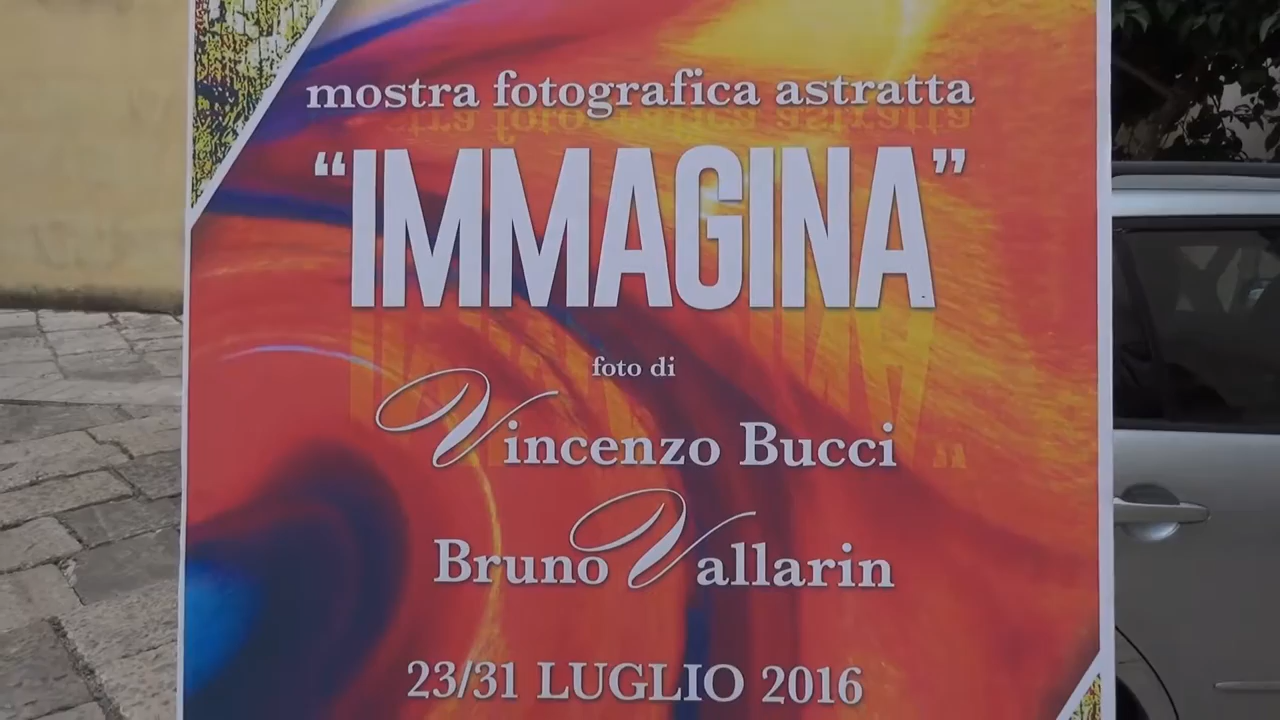 mostra fotografica astratta
“IMMAGINA”
foto di
Vincenzo Bucci
Bruno Vallarin
23/31 LUGLIO 2016